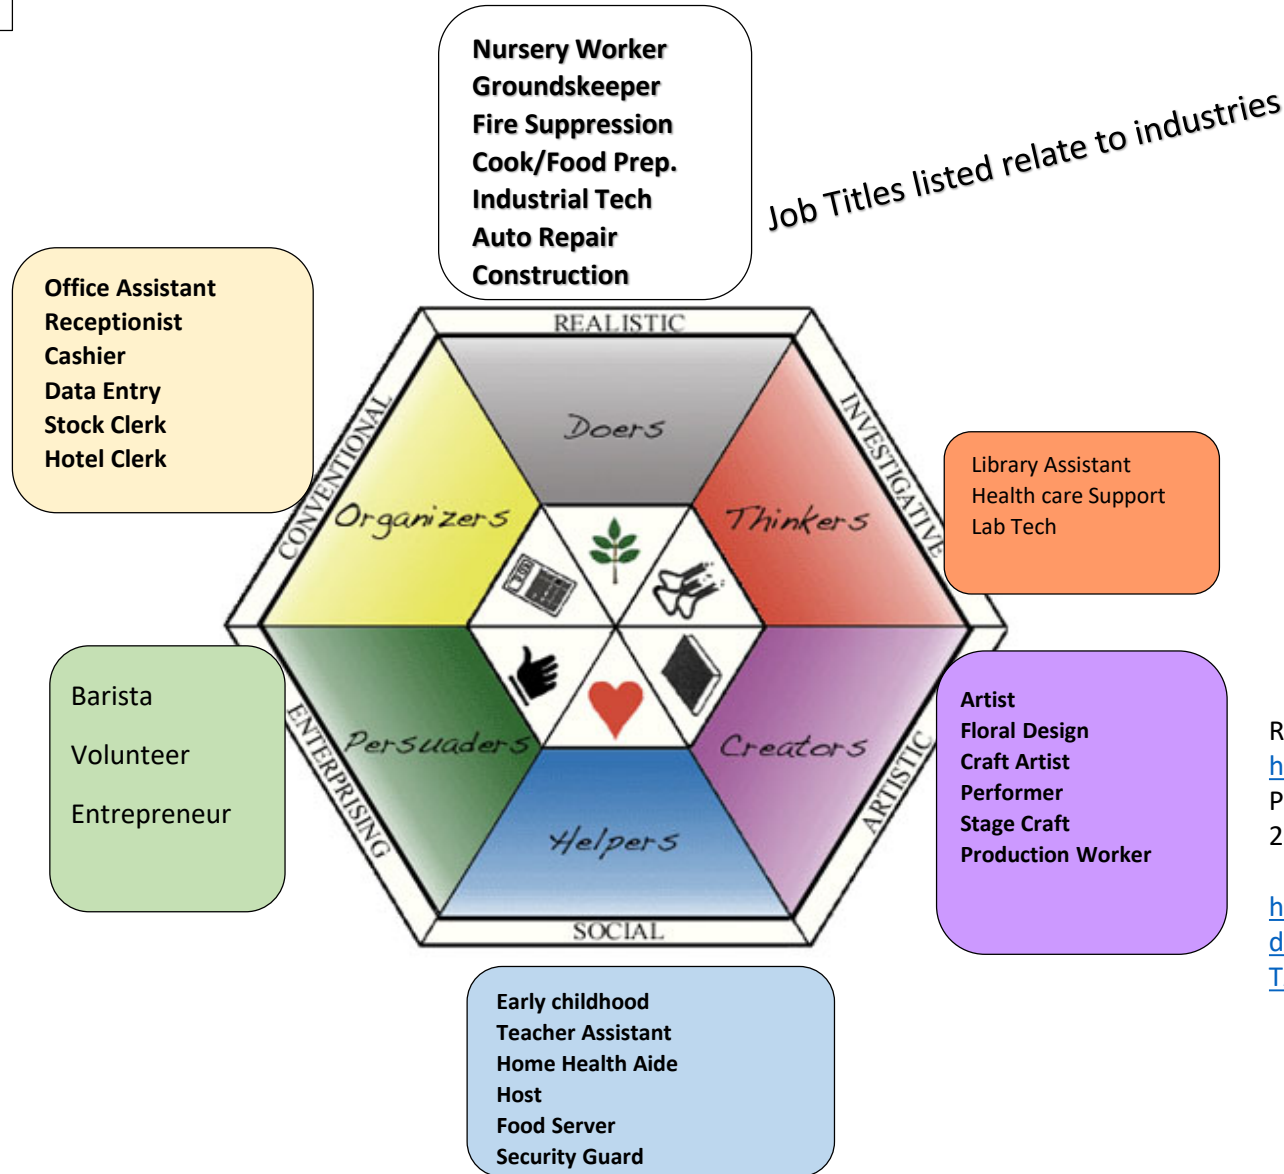 Nursery Worker
Groundskeeper
Fire Suppression
Cook/Food Prep.
Industrial Tech
Auto Repair
Construction
Job Titles listed relate to industries
Office Assistant
Receptionist
Cashier
Data Entry
Stock Clerk
Hotel Clerk
REALISTIC
CONVENTIONAL
INVESTIGATIVE
Doers
Organizers
Thinkers
Library Assistant
Health care Support
Lab Tech
Barista
Volunteer
Entrepreneur
ENTERPRISING
Persuaders
Creators
ARTISTIC
Helpers
SOCIAL
Artist
Floral Design
Craft Artist
Performer
Stage Craft
Production Worker
R
h
P
2
h
d
T
Early childhood
Teacher Assistant
Home Health Aide
Host
Food Server
Security Guard